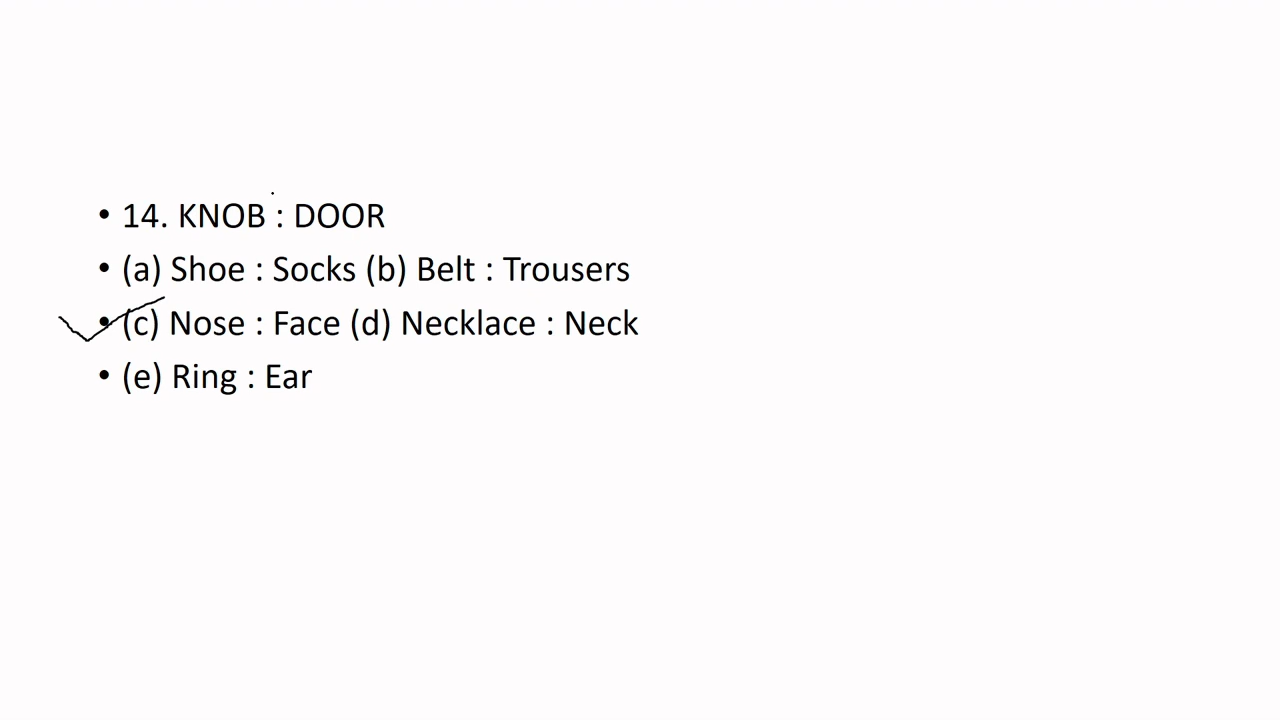 • 14. KNOB : DOOR
• (a) Shoe : Socks (b) Belt : Trousers
• (c) Nose : Face (d) Necklace : Neck
• (e) Ring : Ear